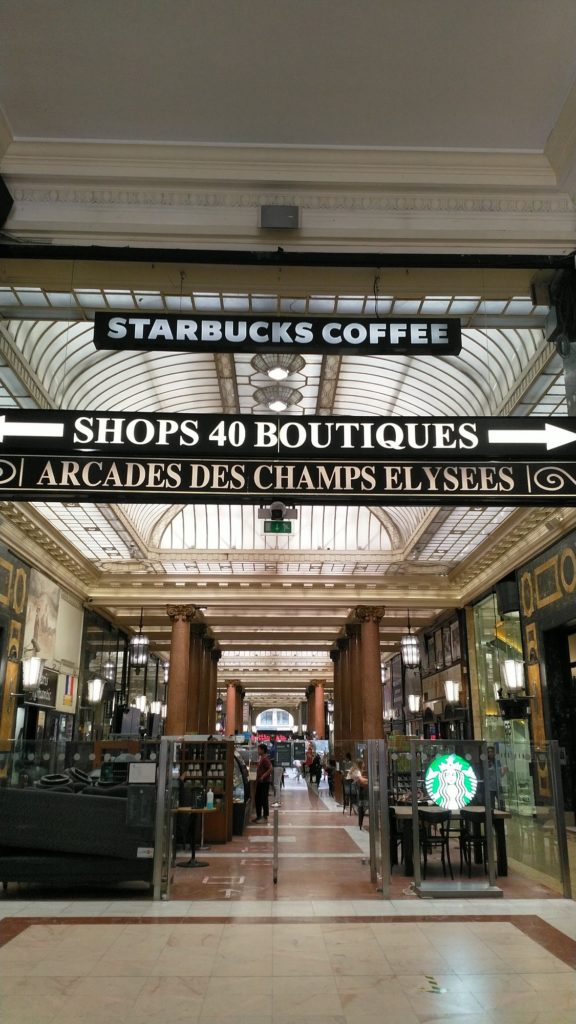 STARBUCKS COFFEE
SHOPS 40 BOUTIQUES
ARCADES DES CHAMPS ELYSEES